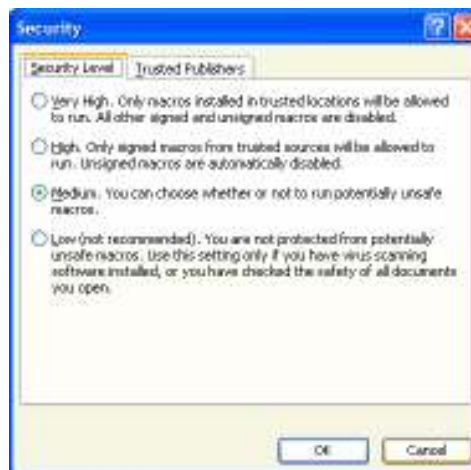 Security
Security Level
Trusted Publishers
Very High. Only macros installed in trusted locations will be allowed
to run. All other signed and unsigned macros are disabled.
High. Only signed macros from trusted sources will be allowed to
run. Unsigned macros are automatically disabled.
Medium. You can choose whether or not to run potentially unsafe
macros.
Low (not recommended). You are not protected from potentially
unsafe macros. Use this setting only if you have virus scanning
software installed, or you have checked the safety of all documents
you open.
OK
Cancel